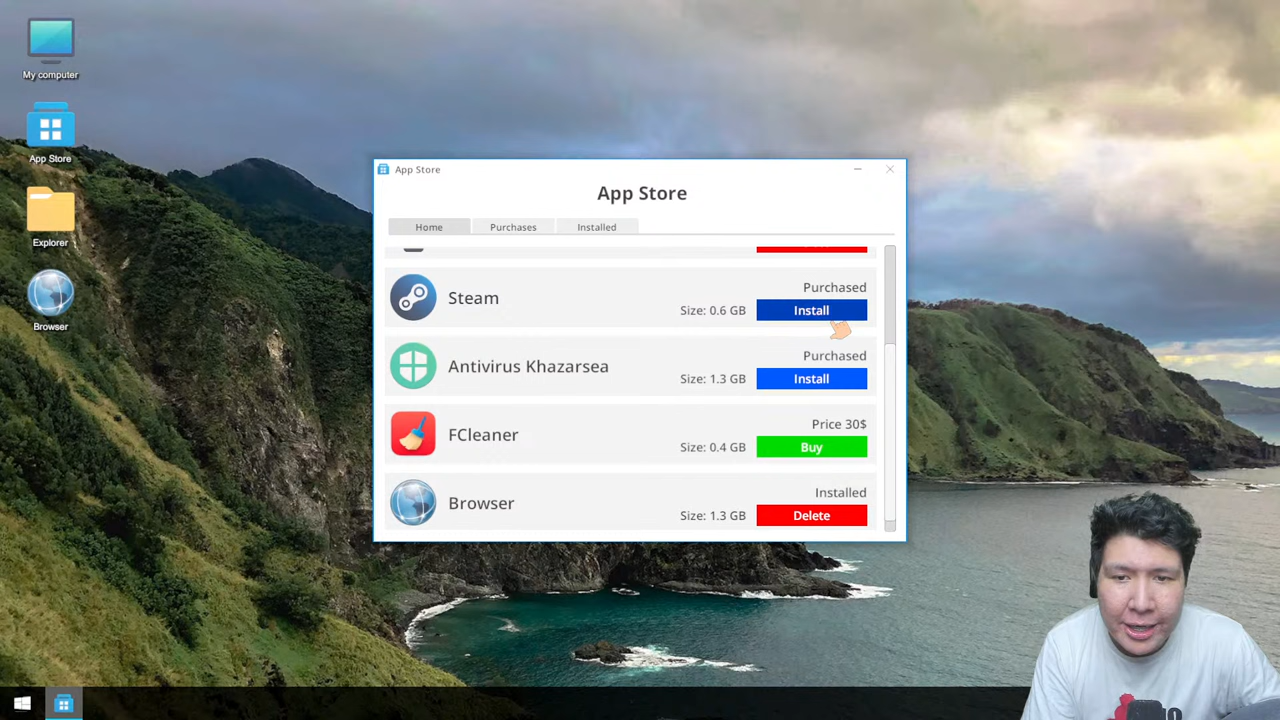 My computer
App Store
Explorer
Browser
App Store
App Store
Home
Purchases
Installed
Steam
Purchased
Size: 0.6 GB
Install
Antivirus Khazarsea
Purchased
Size: 1.3 GB
Install
FCleaner
Price 30$
Size: 0.4 GB
Buy
Browser
Installed
Size: 1.3 GB
Delete